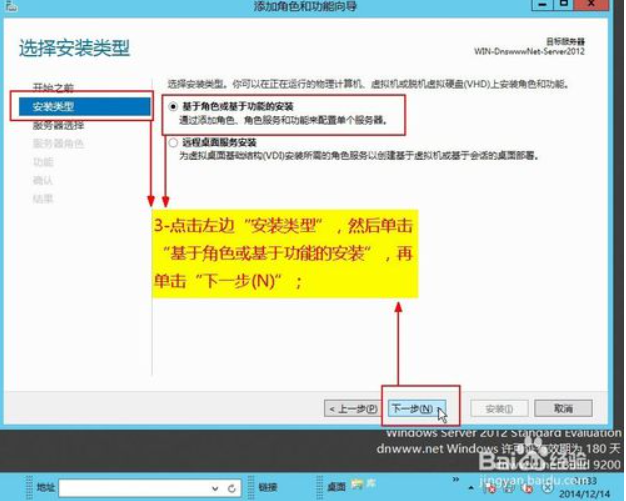 添加角色和功能向导
选择安装类型
目标服务器
WIN-DnswwwNet-Server2012
开始之前
安装类型
服务器选择
服务器角色
功能
确认
结果
选择安装类型。你可以在正在运行的物理计算机、虚拟机或脱机虚拟硬盘(VHD)上安装角色和功能。
基于角色或基于功能的安装
通过添加角色、角色服务和功能来配置单个服务器。
远程桌面服务安装
为虚拟桌面基础结构(VDI)安装所需的角色服务以创建基于虚拟机或基于会话的桌面部署。
3-点击左边“安装类型”,然后单击
“基于角色或基于功能的安装”,再
单击“下一步(N)”;
< 上一步(P)
下一步(N)
安装(I)
取消
Windows Server 2012 Standard Evaluation
dnwww.net Windows 许可证有效期为 180 天
Build 9200
Baidu经验
jingyan.baidu.com
地址
链接
桌面
库
2014/12/14